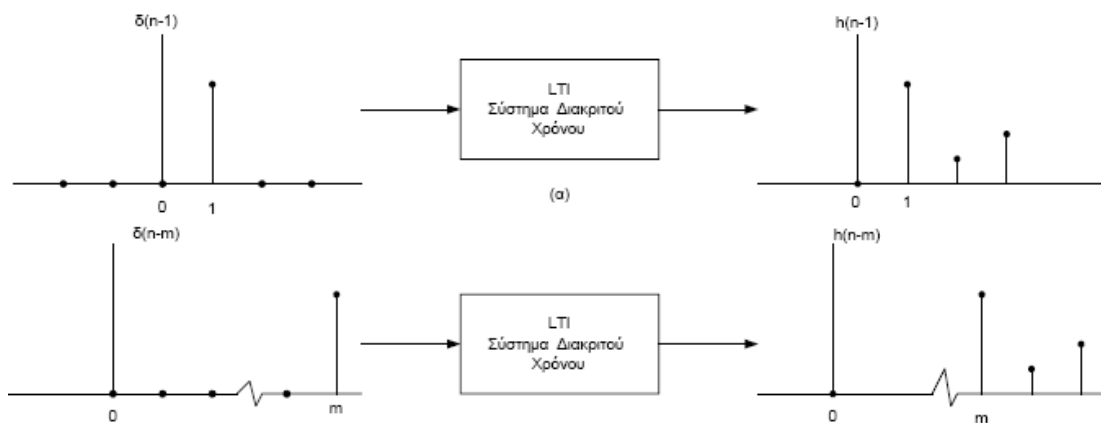 δ(n-1)
h(n-1)
LTI
Σύστημα Διακριτού
Χρόνου
0
1
(α)
0
1
δ(n-m)
h(n-m)
LTI
Σύστημα Διακριτού
Χρόνου
0
m
0
m